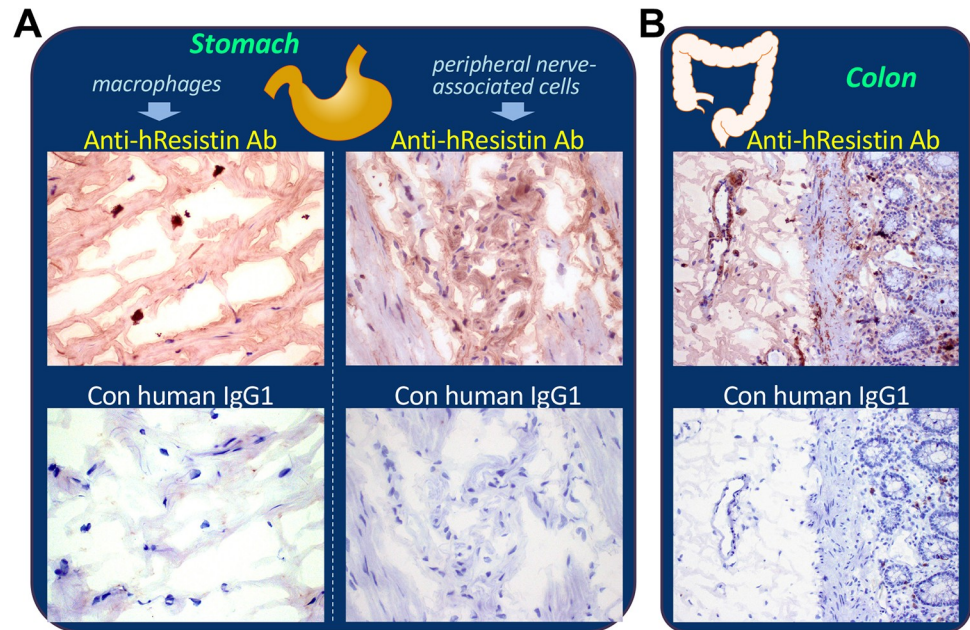 A
Stomach
macrophages
peripheral nerve-
associated cells
Anti-hResistin Ab
Anti-hResistin Ab
Con human IgG1
Con human IgG1
B
Colon
Anti-hResistin Ab
Con human IgG1